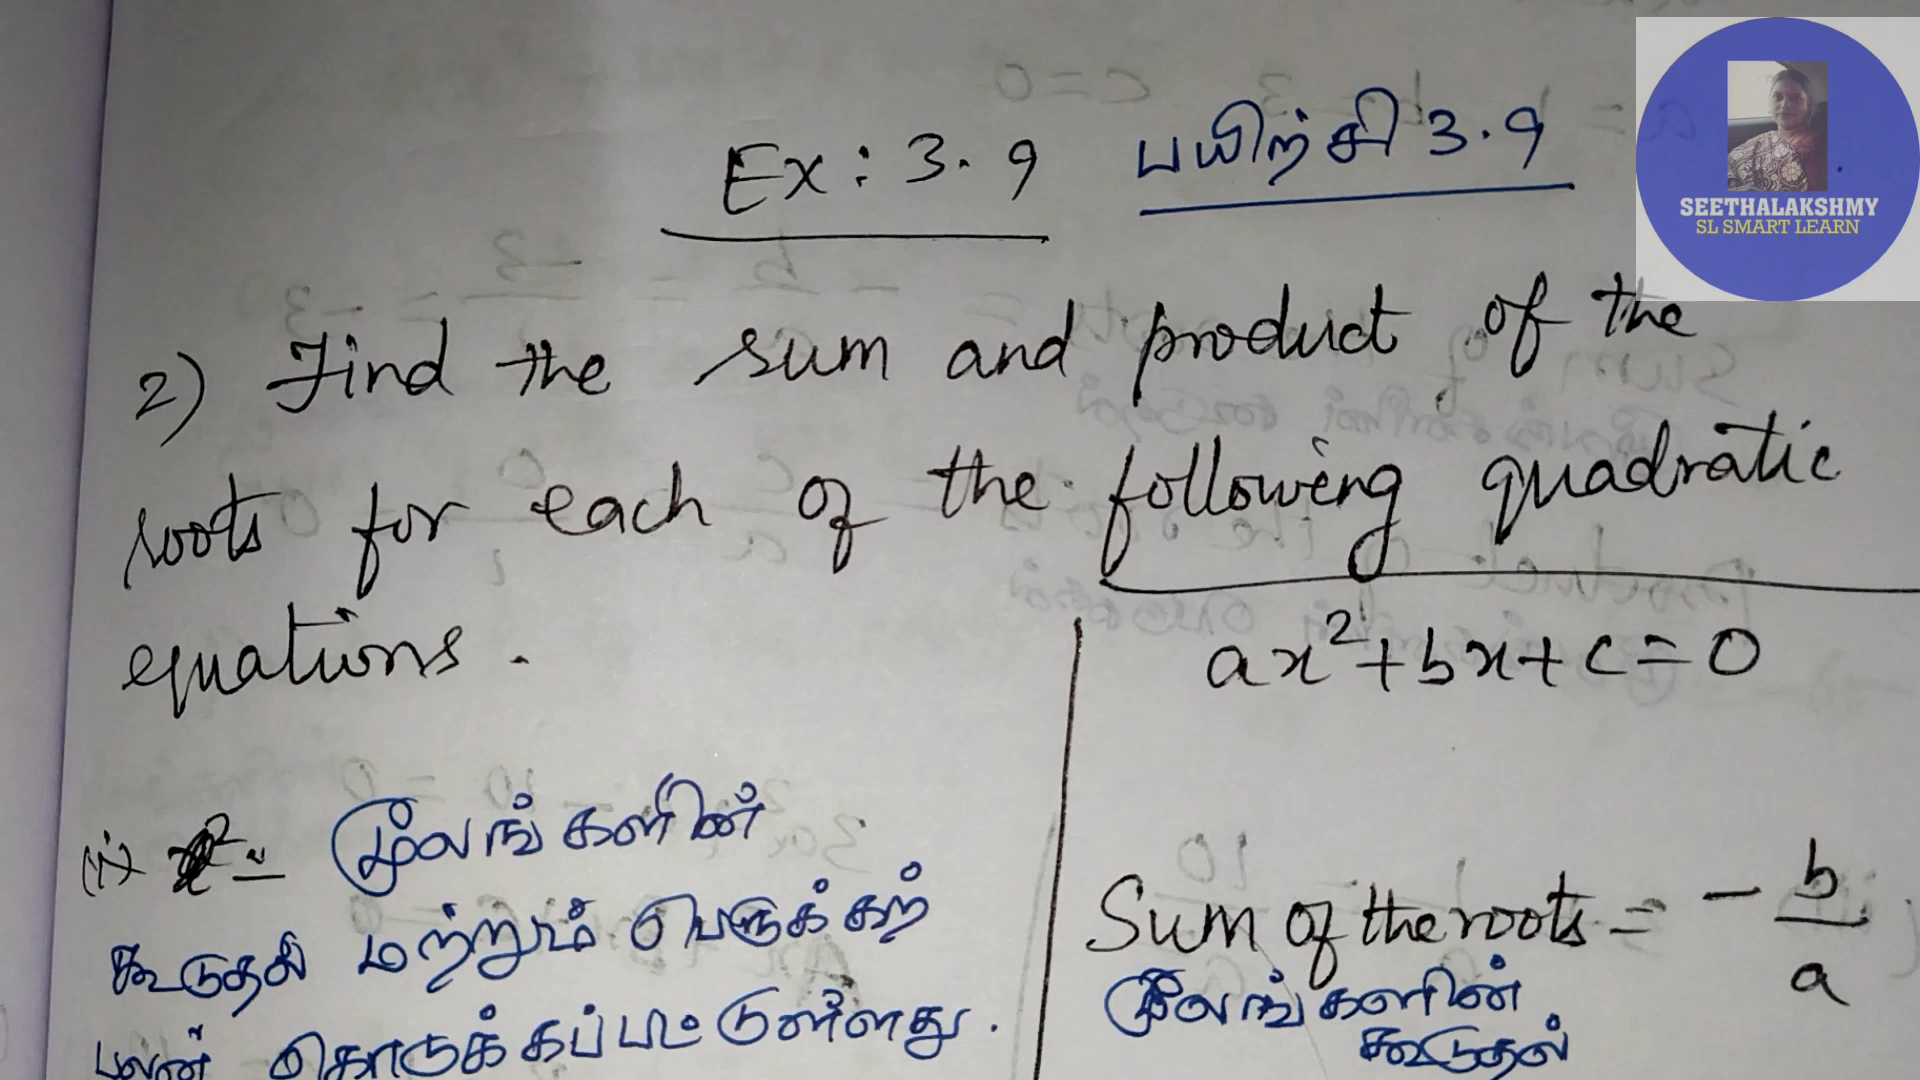 Ex: 3.9 பயிற்சி 3.9
SEETHALAKSHMY
SL SMART LEARN
2) Find the sum and product of the
roots for each of the following quadratic
equations.
ax²+bx+c=0
மூலங்களின்
கூடுதல் மற்றும் பெருக்கற்
பலன் கொடுக்கப்பட்டுள்ளது.
Sum of the roots = - b/a
மூலங்களின்
கூடுதல்